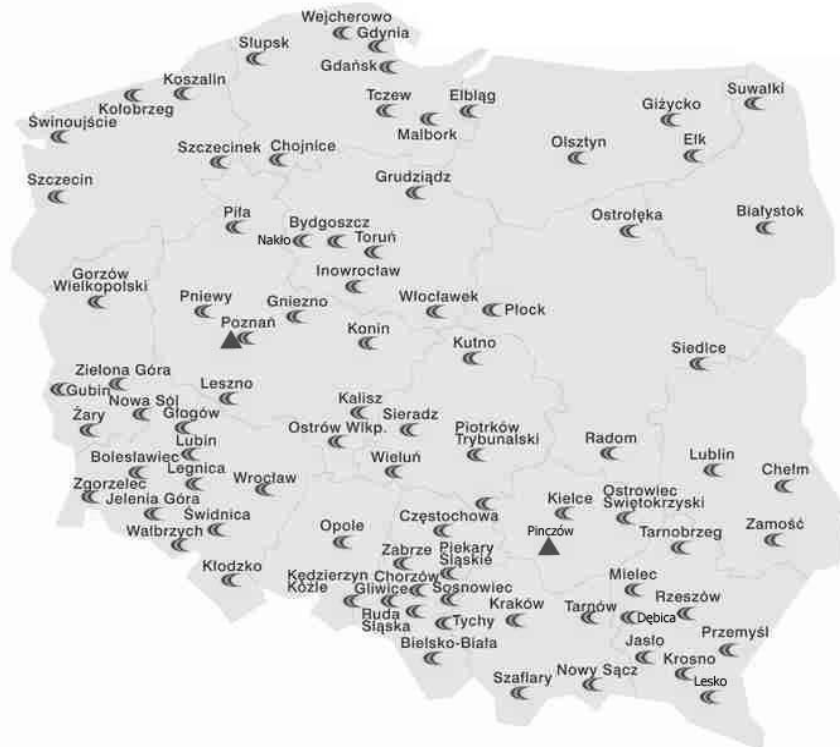 Wejcherowo
Gdynia
Słupsk
Gdańsk
Koszalin
Kołobrzeg
Tczew
Elbląg
Malbork
Giżycko
Suwałki
Świnoujście
Szczecinek
Chojnice
Olsztyn
Ełk
Szczecin
Grudziądz
Piła
Bydgoszcz
Nakło
Toruń
Ostrołęka
Białystok
Inowrocław
Gorzów
Wielkopolski
Pniewy
Gniezno
Włocławek
Płock
Poznań
Konin
Kutno
Siedlce
Zielona Góra
Gubin
Nowa Sól
Leszno
Kalisz
Żary
Głogów
Sieradz
Ostrów Wlkp.
Piotrków
Trybunalski
Radom
Lubin
Bolesławiec
Legnica
Wieluń
Lublin
Chełm
Zgorzelec
Jelenia Góra
Wrocław
Kielce
Ostrowiec
Świętokrzyski
Świdnica
Wałbrzych
Opole
Częstochowa
Pinczów
Tarnobrzeg
Zamość
Zabrze
Piekary
Śląskie
Kłodzko
Kędzierzyn
Kóźle
Chorzów
Gliwice
Sosnowiec
Mielec
Rzeszów
Ruda
Śląska
Tychy
Kraków
Tarnów
Dębica
Przemyśl
Bielsko-Biała
Jasło
Krosno
Szaflary
Nowy Sącz
Lesko